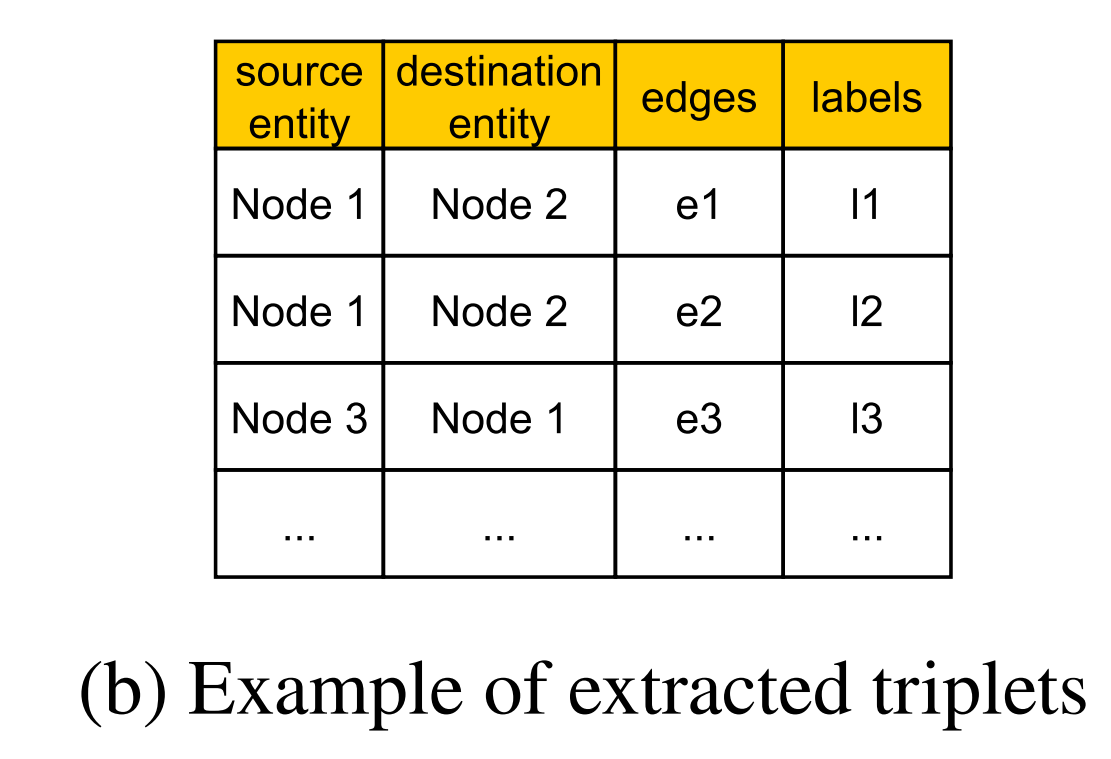 source entity destination entity edges labels
Node 1 Node 2 e1 l1
Node 1 Node 2 e2 l2
Node 3 Node 1 e3 l3
... ... ... ...
(b) Example of extracted triplets